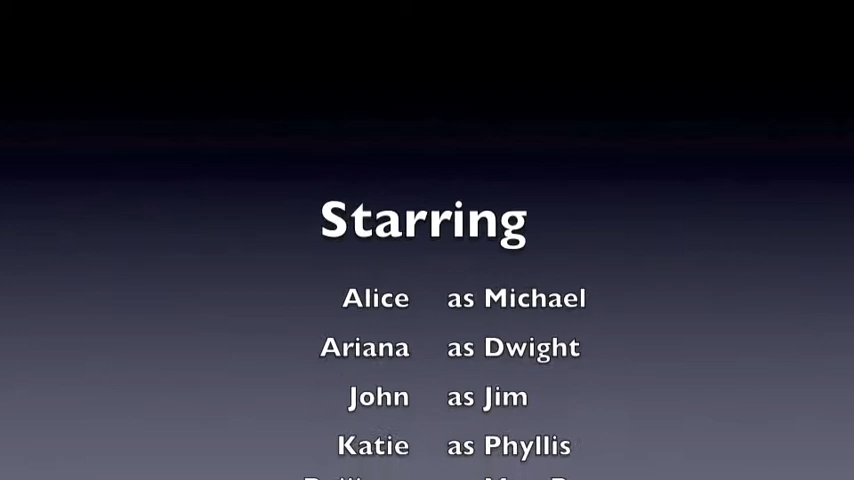 Starring
Alice as Michael
Ariana as Dwight
John as Jim
Katie as Phyllis